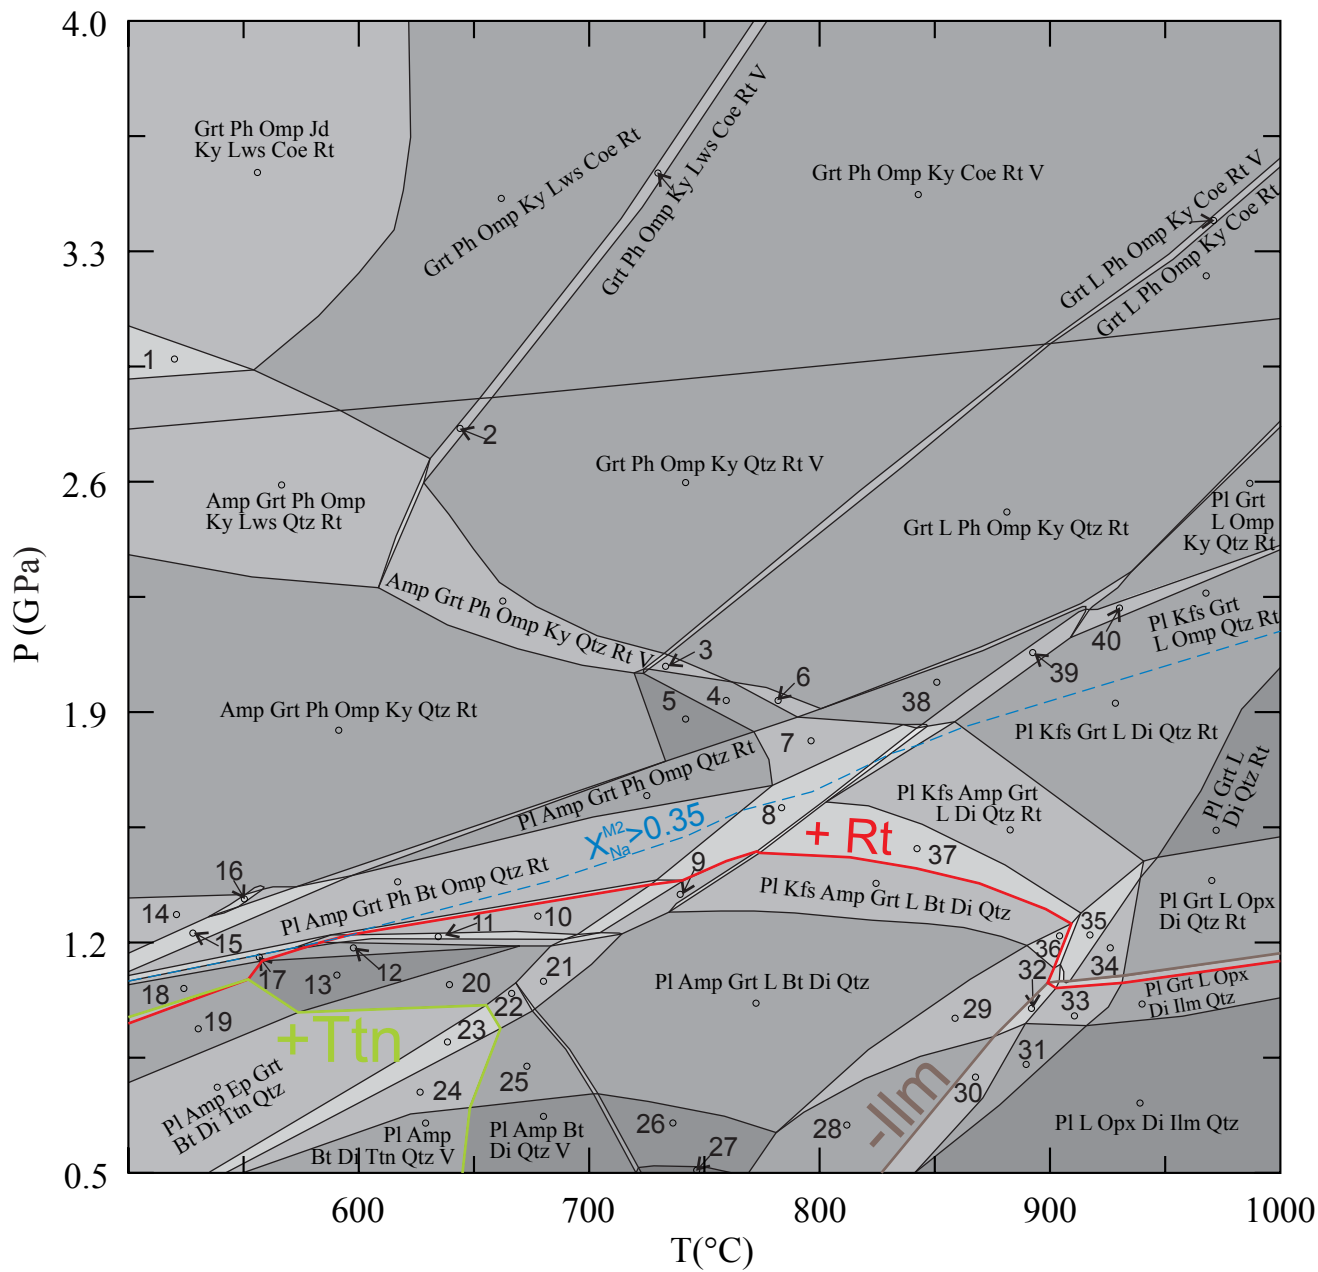 4.0
3.3
2.6
1.9
1.2
0.5
P (GPa)
600
700
800
900
1000
T(°C)
Grt Ph Omp Jd
Ky Lws Coe Rt
Grt Ph Omp Ky Lws Coe Rt
Grt Ph Omp Ky Lws Coe Rt V
Grt Ph Omp Ky Coe Rt V
Grt L Ph Omp Ky Coe Rt V
Grt L Ph Omp Ky Coe Rt
1
2
Amp Grt Ph Omp
Ky Lws Qtz Rt
Grt Ph Omp Ky Qtz Rt V
Grt L Ph Omp Ky Qtz Rt
Pl Grt
L Omp
Ky Qtz Rt
Amp Grt Ph Omp Ky Qtz Rt V
Pl Kfs Grt
L Omp Qtz Rt
40
39
3
6
5
4
38
7
Amp Grt Ph Omp Ky Qtz Rt
Pl Kfs Grt L Di Qtz Rt
Pl Grt L
Di Qtz Rt
Pl Amp Grt Ph Omp Qtz Rt
Pl Kfs Amp Grt
L Di Qtz Rt
8
X M2 Na >0.35
+ Rt
37
16
9
Pl Amp Grt Ph Bt Omp Qtz Rt
Pl Kfs Amp Grt L Bt Di Qtz
Pl Grt L Opx
Di Qtz Rt
14
15
11
10
35
36
34
17
12
13
20
21
32
18
22
33
Pl Amp Grt L Bt Di Qtz
Pl Grt L Opx
Di Ilm Qtz
19
29
+Ttn
23
31
30
24
25
-Ilm
Pl Amp Ep Grt
Bt Di Ttn Qtz
Pl Amp
Bt Di Ttn Qtz V
Pl Amp Bt
Di Qtz V
26
27
28
Pl L Opx Di Ilm Qtz